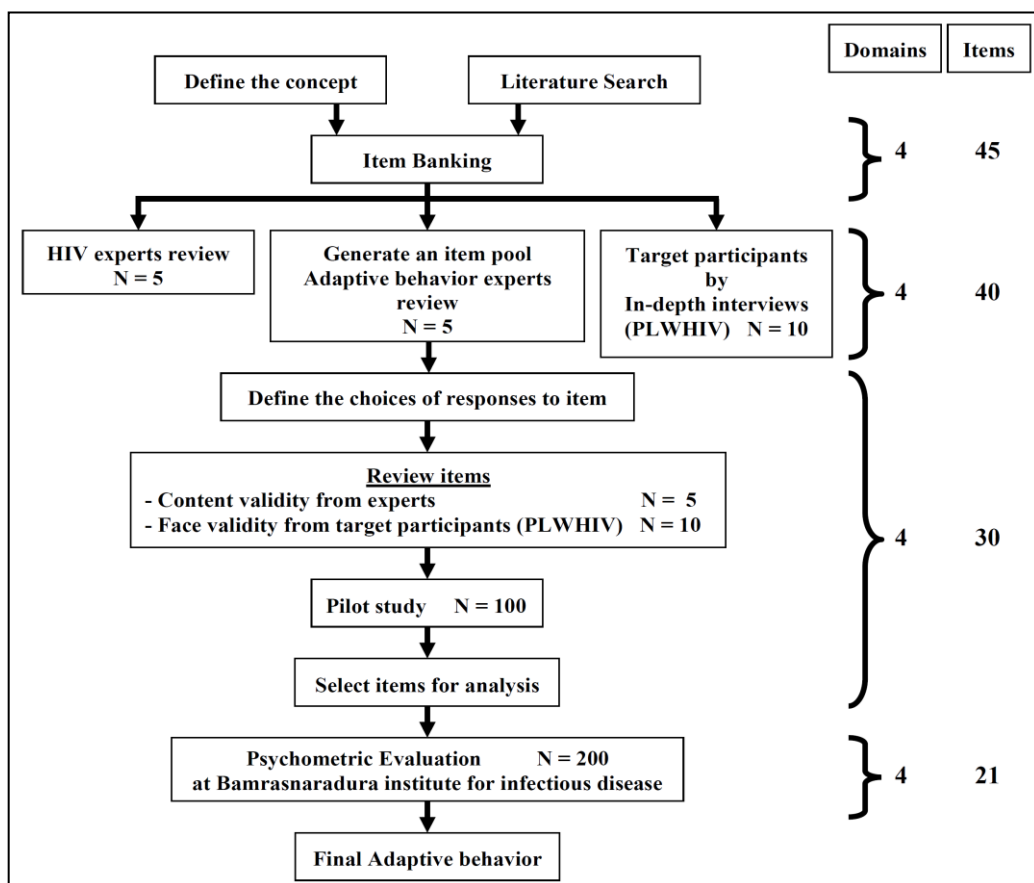 Domains Items
Define the concept
Literature Search
Item Banking
4 45
HIV experts review
N = 5
Generate an item pool
Adaptive behavior experts
review
N = 5
Target participants
by
In-depth interviews
(PLWHIV) N = 10
4 40
Define the choices of responses to item
Review items
- Content validity from experts N = 5
- Face validity from target participants (PLWHIV) N = 10
4 30
Pilot study N = 100
Select items for analysis
Psychometric Evaluation N = 200
at Bamrasnaradura institute for infectious disease
4 21
Final Adaptive behavior